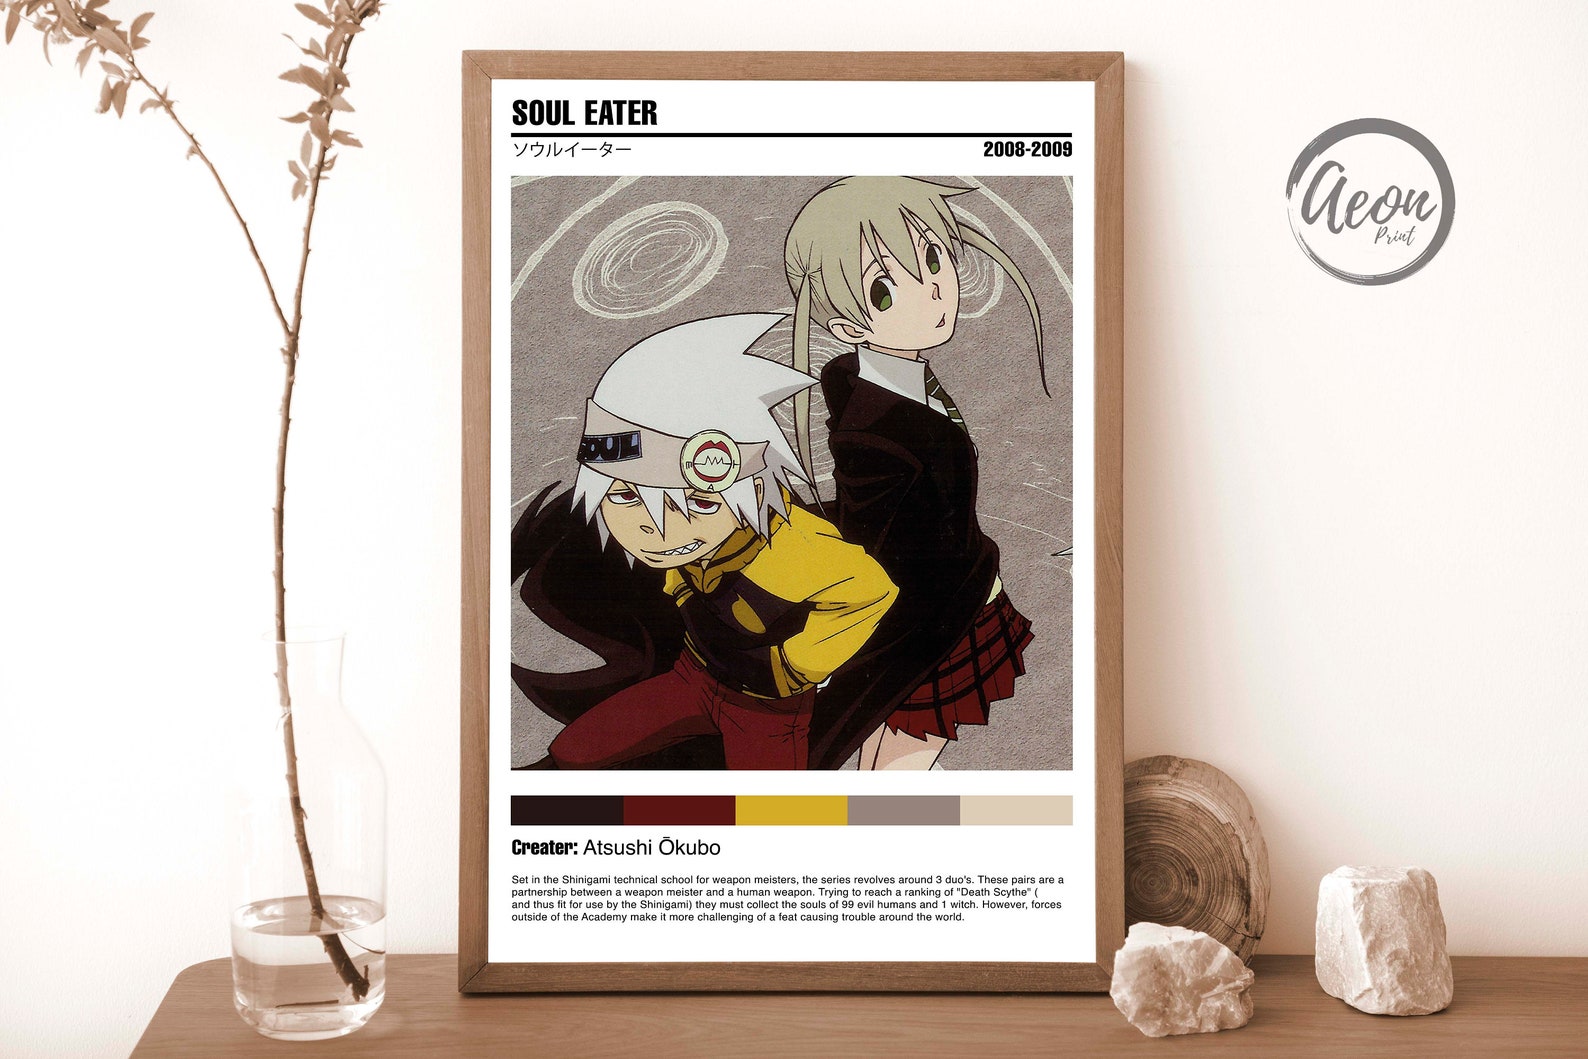 SOUL EATER
ソウルイーター
2008-2009
SOUL
Creater: Atsushi Ōkubo
Set in the Shinigami technical school for weapon meisters, the series revolves around 3 duo's. These pairs are a
partnership between a weapon meister and a human weapon. Trying to reach a ranking of "Death Scythe" (
and thus fit for use by the Shinigami) they must collect the souls of 99 evil humans and 1 witch. However, forces
outside of the Academy make it more challenging of a feat causing trouble around the world.
Aeon
Print